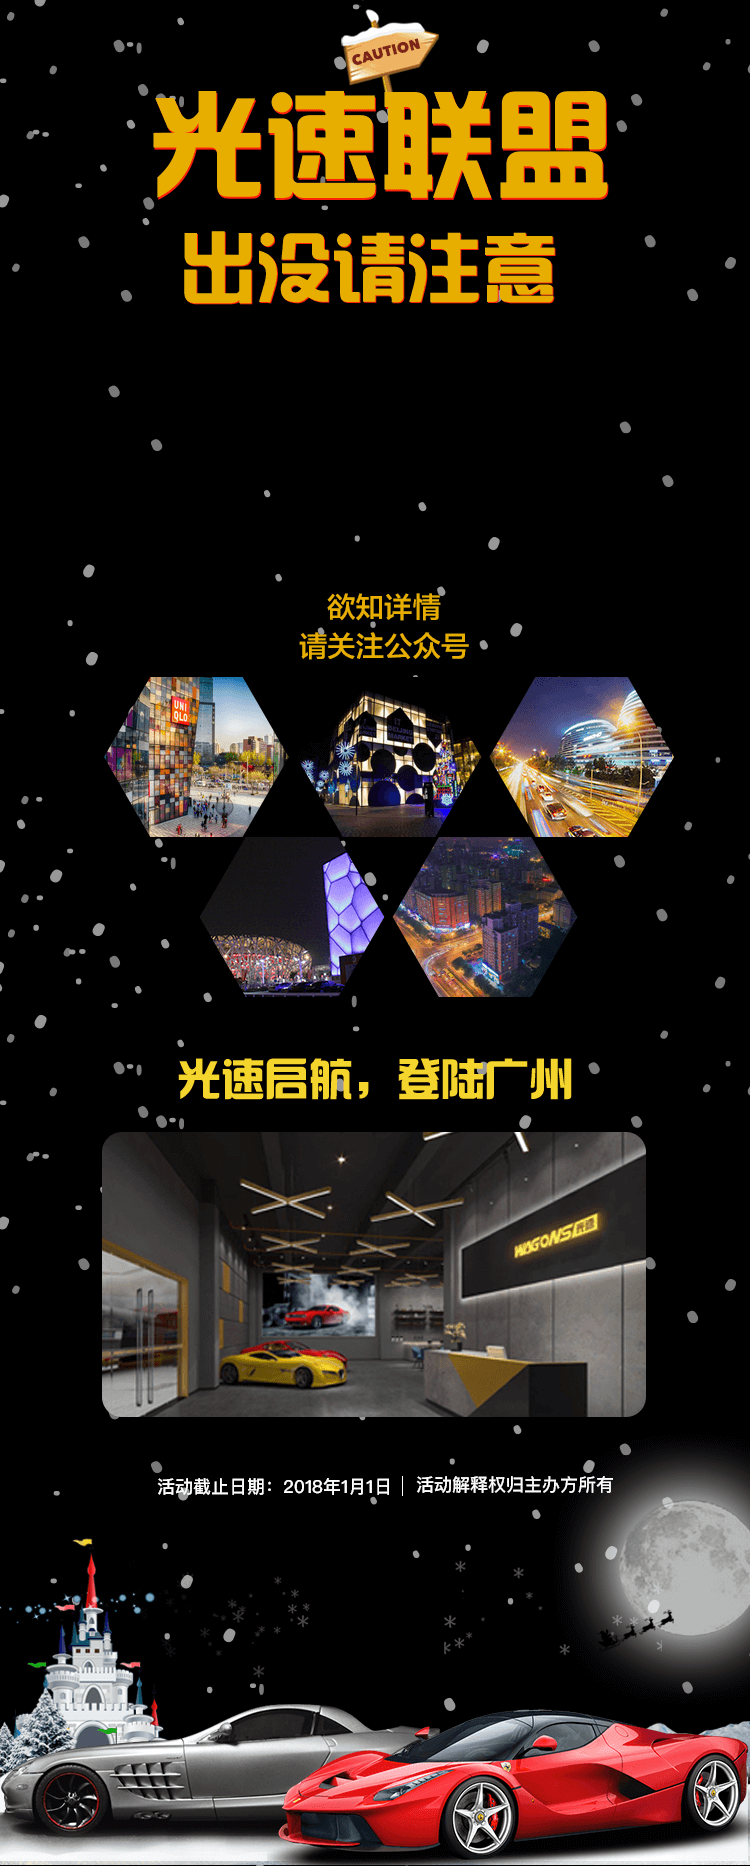 CAUTION
光速联盟
出没请注意
欲知详情
请关注公众号
UNI
QLO
光速启航，登陆广州
WAGONS
活动截止日期：2018年1月1日 | 活动解释权归主办方所有